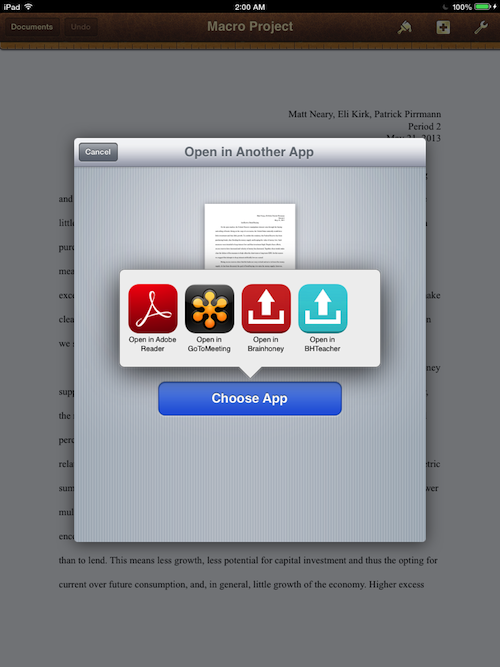 iPad 2:00 AM 100%
Documents Undo Macro Project
Matt Neary, Eli Kirk, Patrick Pirrmann
Period 2
May 21, 2013
Cancel Open in Another App
and
little
pur
mea
exce ake
clea n
we s
Open in Adobe Reader
Open in GoToMeeting
Open in Brainhoney
Open in BHTeacher
Choose App
ney
supp
the
perc
rela etric
sum wer
mul
enc
than to lend. This means less growth, less potential for capital investment and thus the opting for
current over future consumption, and, in general, little growth of the economy. Higher excess